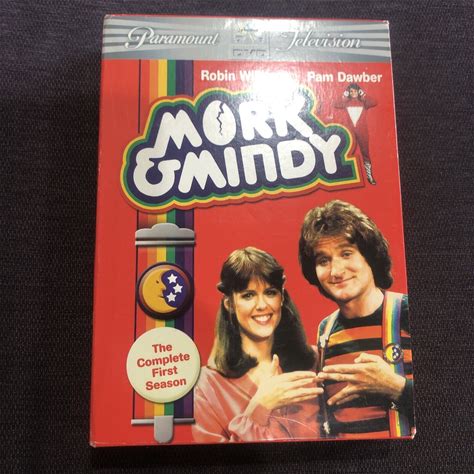 Paramount Television
Robin W Pam Dawber
MORK
&MINDY
The
Complete
First
Season